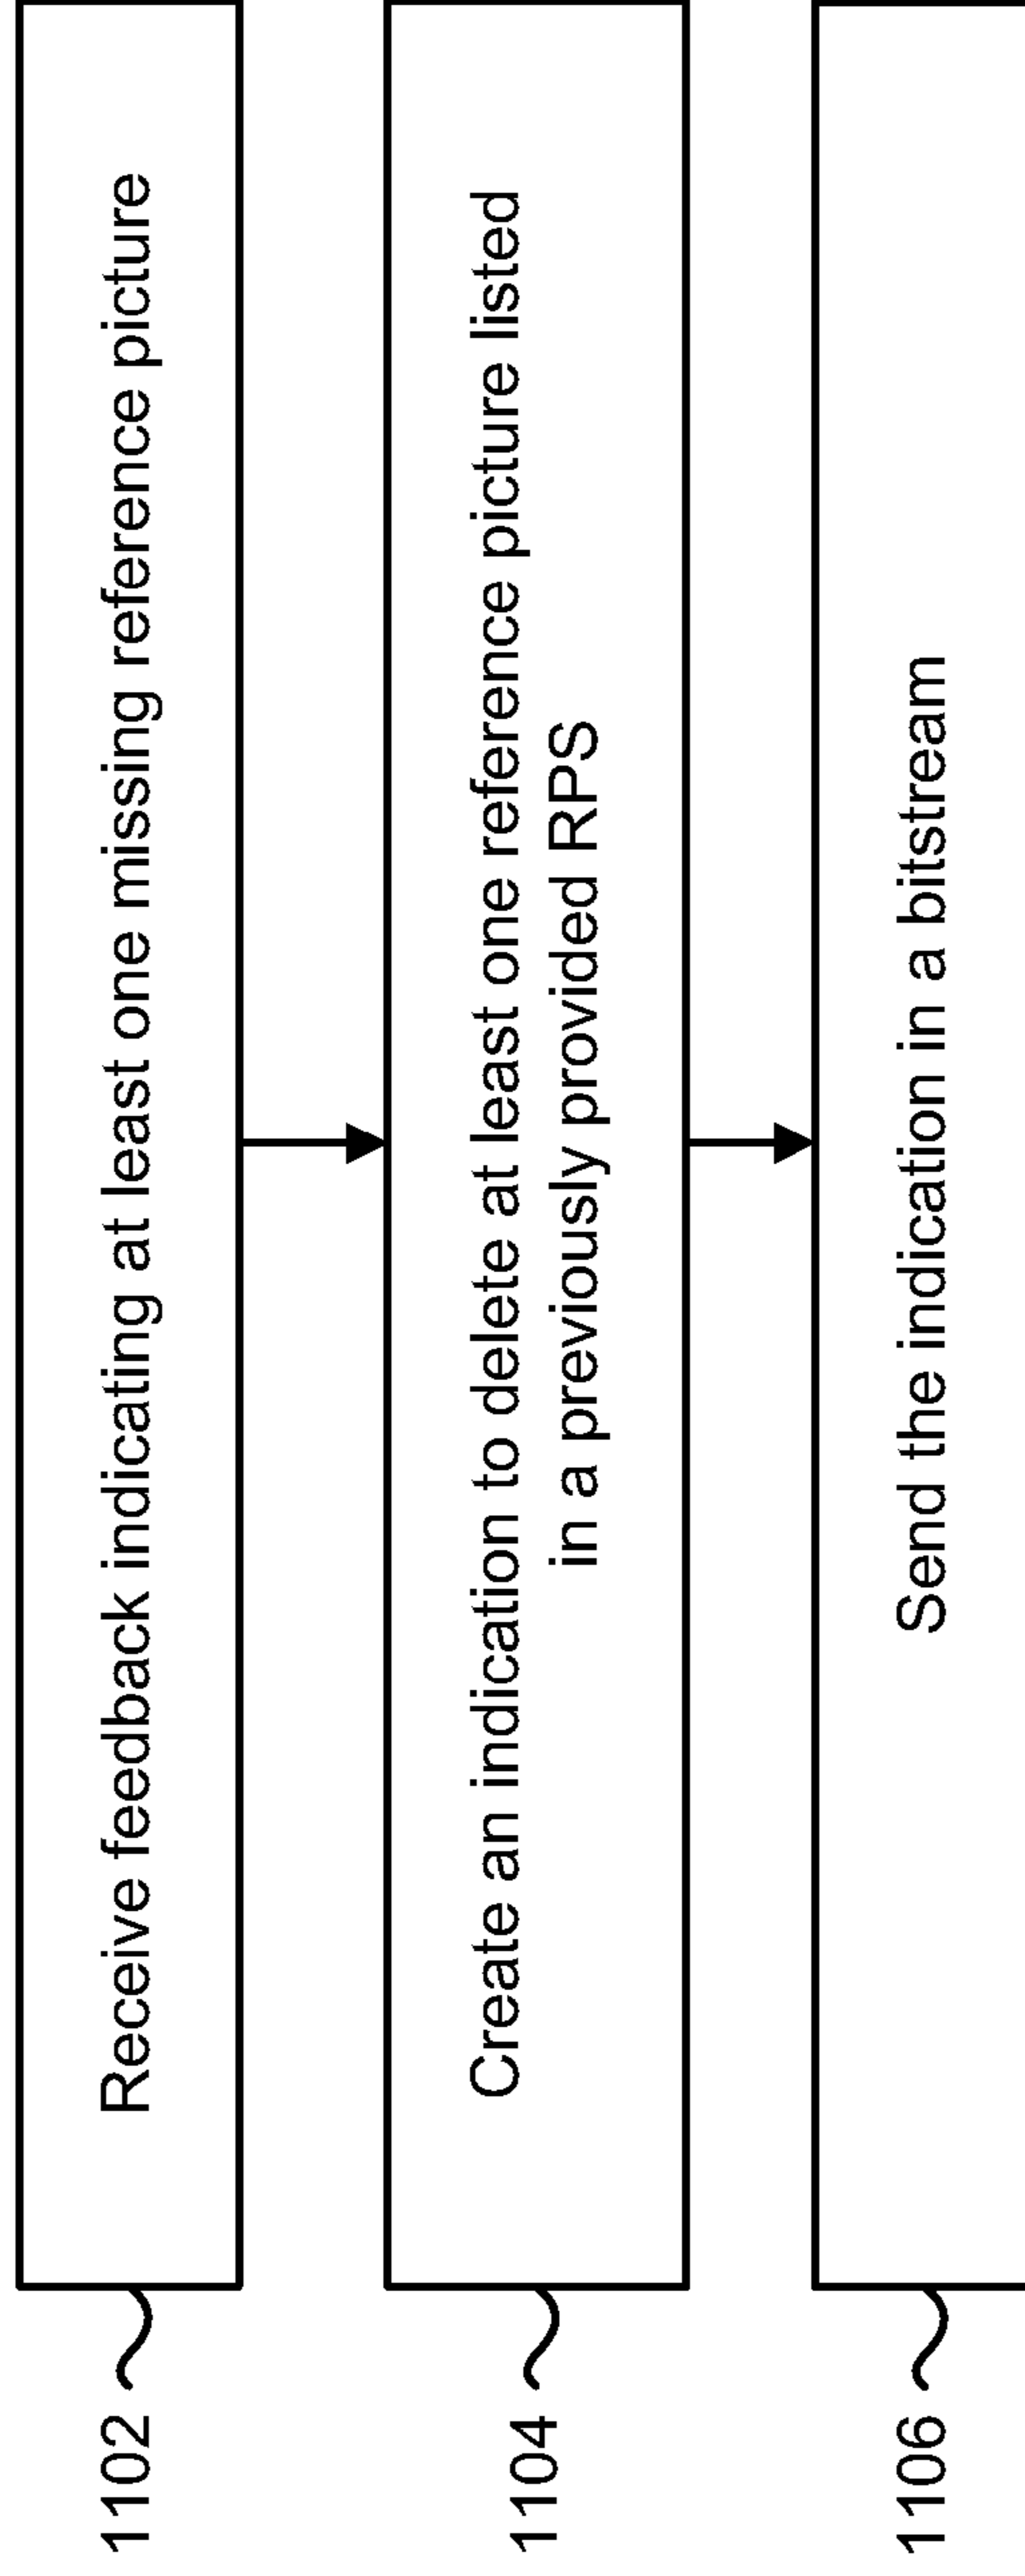 1102
Receive feedback indicating at least one missing reference picture
1104
Create an indication to delete at least one reference picture listed
in a previously provided RPS
1106
Send the indication in a bitstream